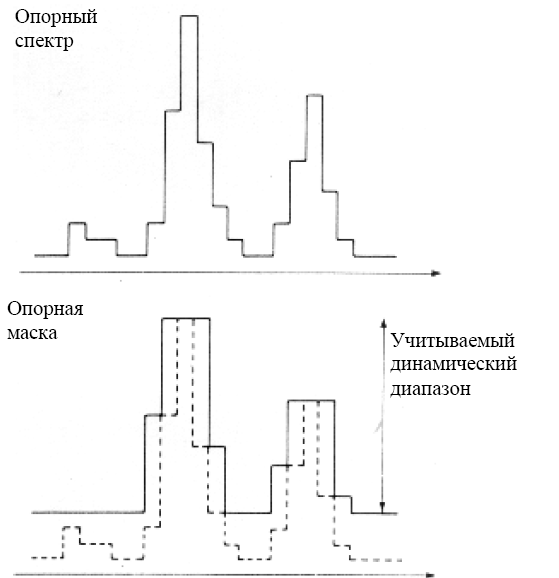 Опорный
спектр
Опорная
маска
Учитываемый
динамический
диапазон